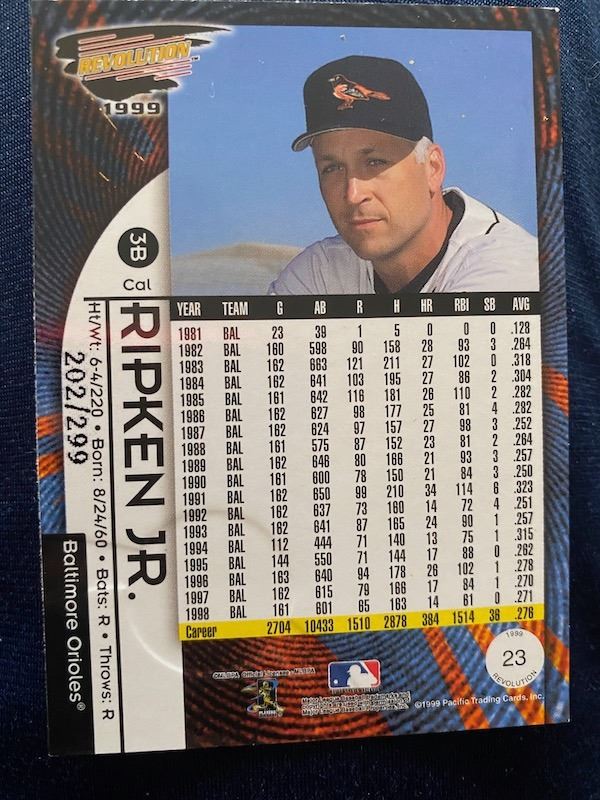 REVOLUTION™
1999
3B
Cal
RIPKEN JR.
Ht/Wt: 6-4/220 • Born: 8/24/60 • Bats: R • Throws: R
202/299
Baltimore Orioles®
YEAR TEAM G AB R H HR RBI SB AVG
1981 BAL 23 39 1 5 0 0 0 .128
1982 BAL 160 598 90 158 28 93 3 .264
1983 BAL 162 663 121 211 27 102 0 .318
1984 BAL 162 641 103 195 27 86 2 .304
1985 BAL 161 642 116 181 26 110 2 .282
1986 BAL 162 627 98 177 25 81 4 .282
1987 BAL 162 624 97 157 27 98 3 .252
1988 BAL 161 575 87 152 23 81 2 .264
1989 BAL 162 646 80 166 21 93 3 .257
1990 BAL 161 600 78 150 21 84 3 .250
1991 BAL 162 650 99 210 34 114 6 .323
1992 BAL 162 637 73 160 14 72 4 .251
1993 BAL 162 641 87 165 24 90 1 .257
1994 BAL 112 444 71 140 13 75 1 .315
1995 BAL 144 550 71 144 17 88 0 .262
1996 BAL 163 640 94 178 26 102 1 .278
1997 BAL 162 615 79 166 17 84 1 .270
1998 BAL 161 601 65 163 14 61 0 .271
Career 2704 10433 1510 2878 384 1514 36 .276
1999
23
REVOLUTION
PLAYERS
Major League Baseball
©1999 Pacific Trading Cards, Inc.